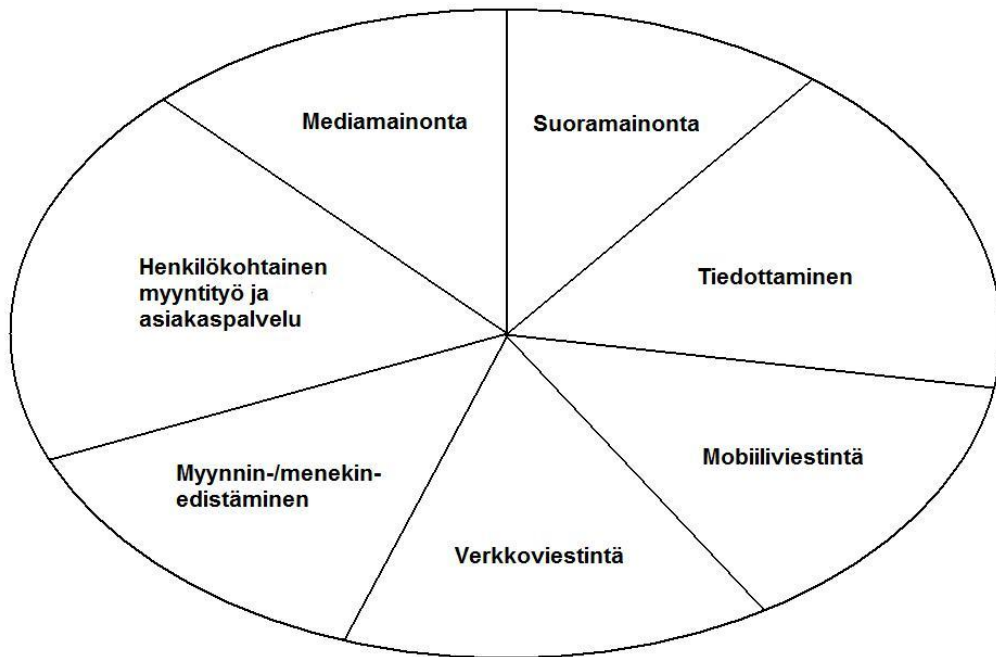 Mediamainonta
Suoramainonta
Henkilökohtainen
myyntityö ja
asiakaspalvelu
Tiedottaminen
Myynnin-/menekin-
edistäminen
Mobiiliviestintä
Verkkoviestintä